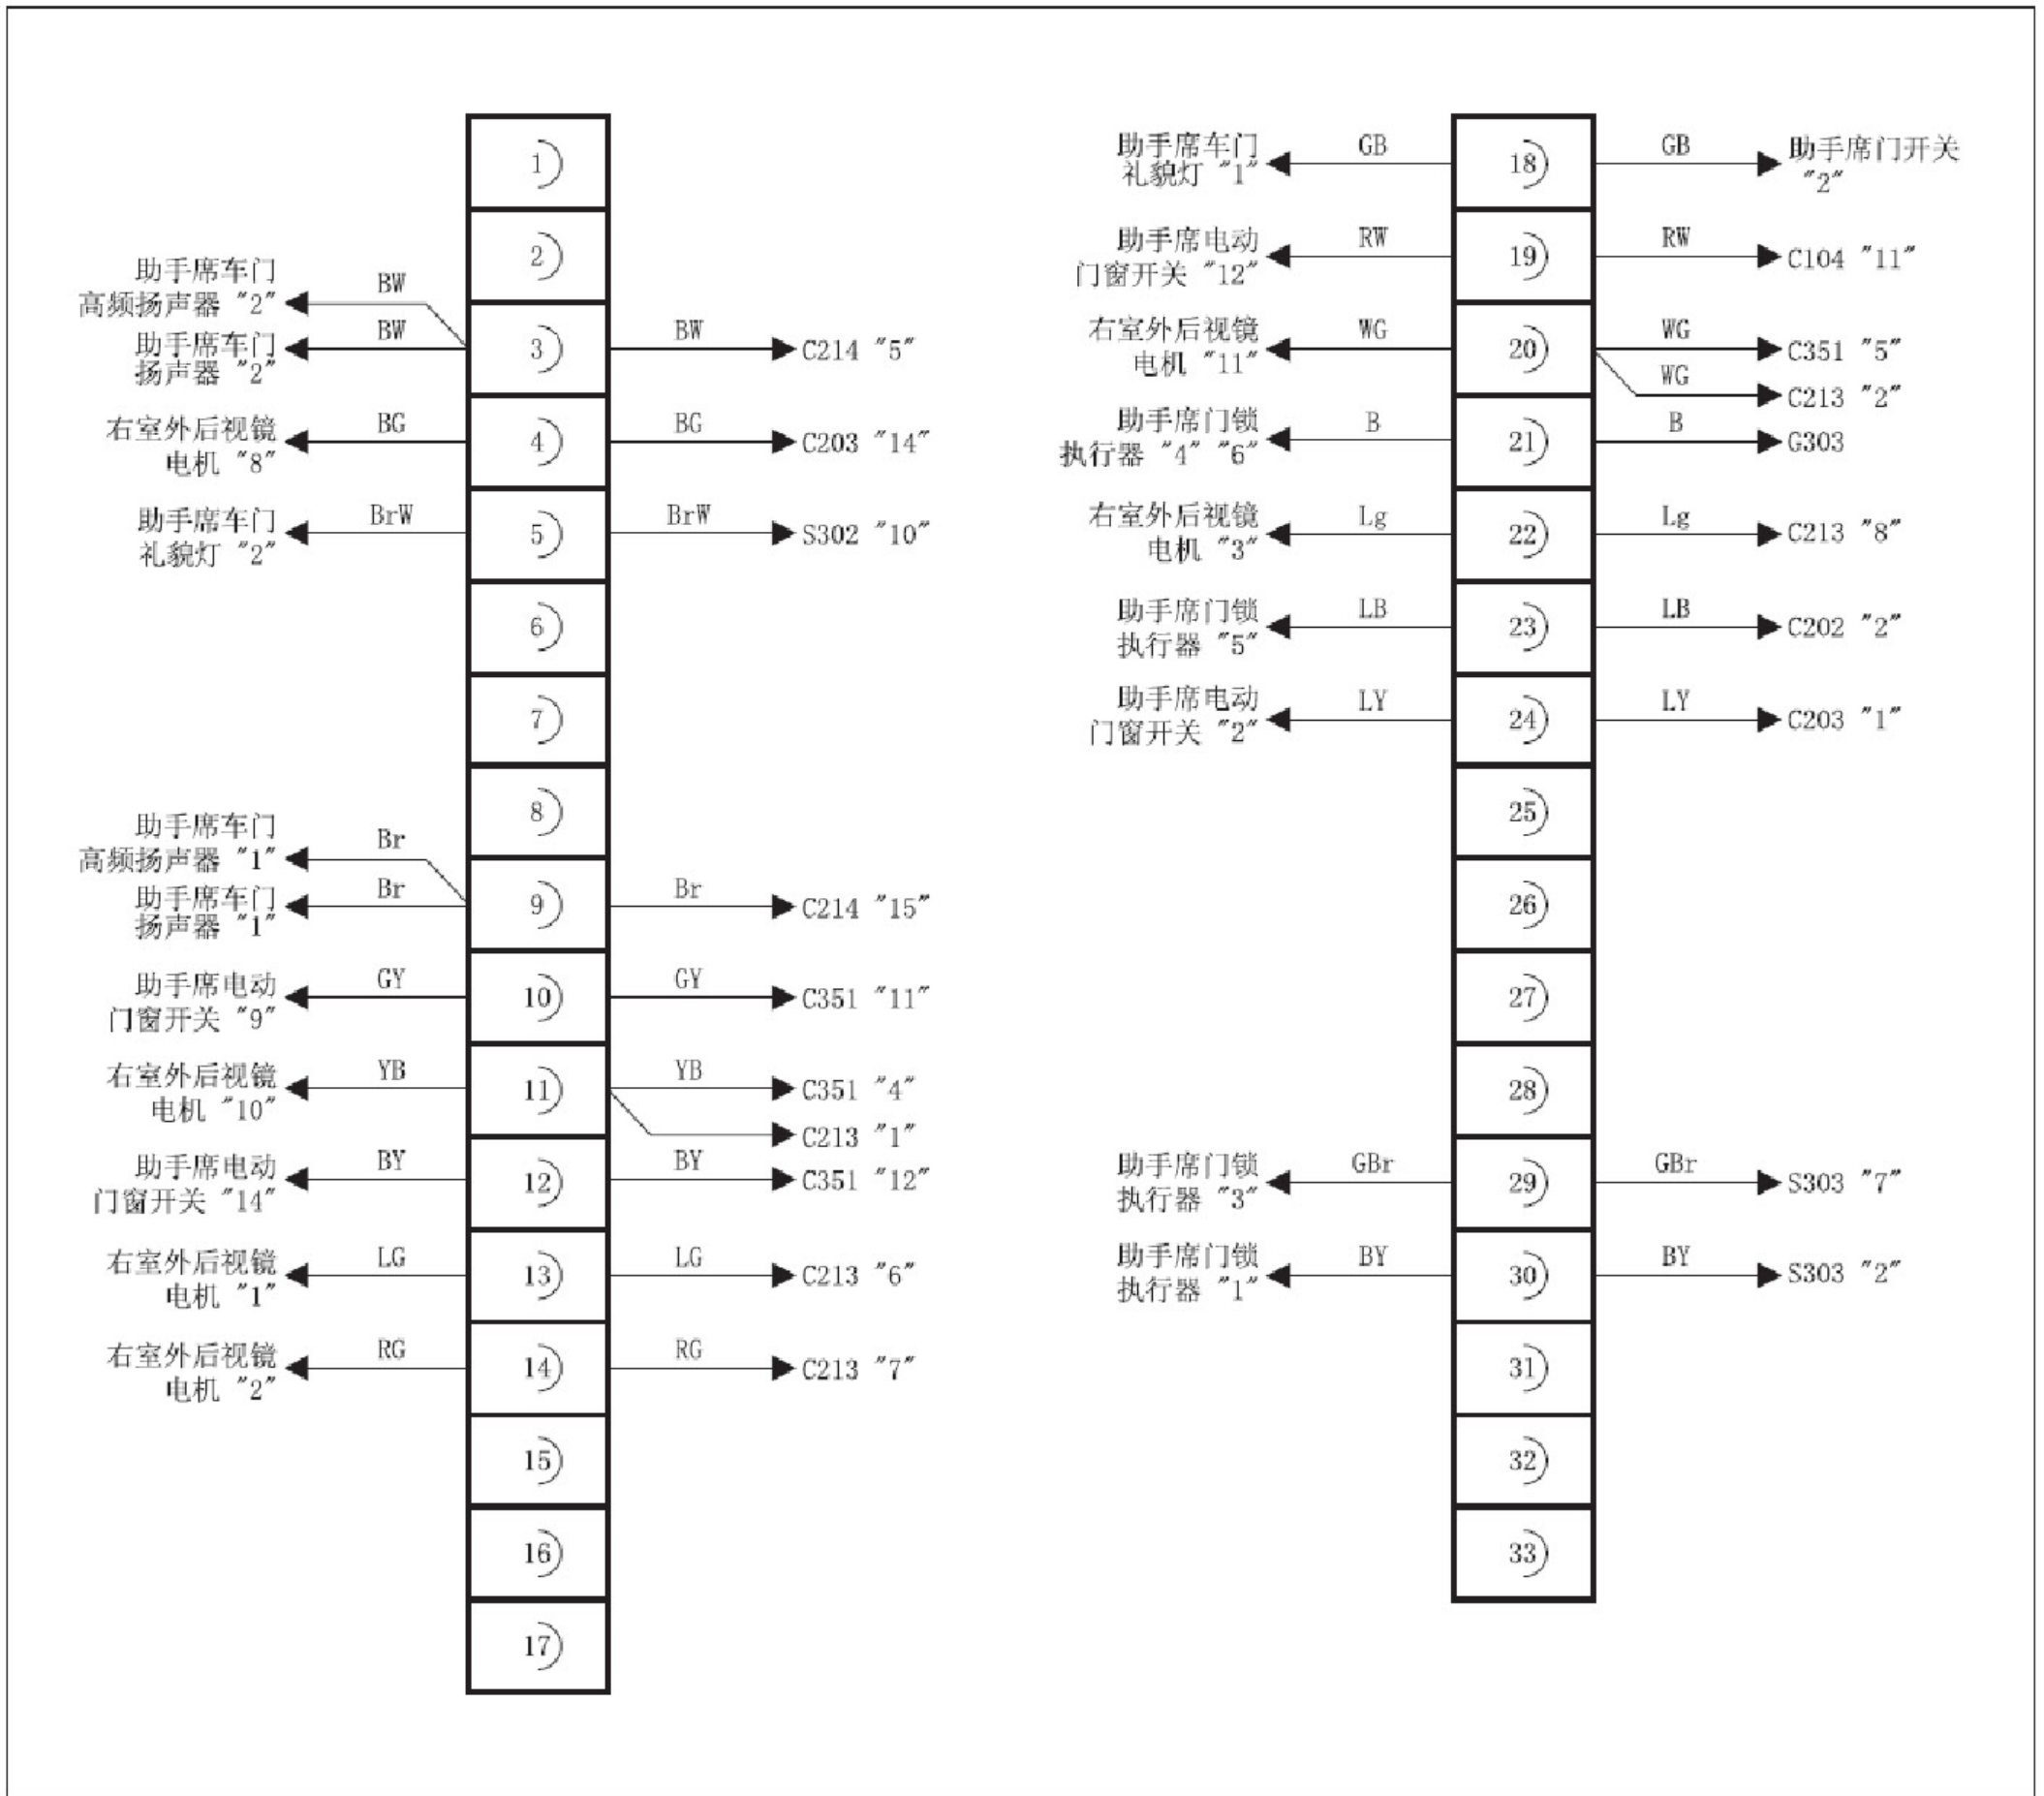 1
2
助手席车门
高频扬声器 "2"
BW
助手席车门
扬声器 "2"
BW
3
BW
C214 "5"
右室外后视镜
电机 "8"
BG
4
BG
C203 "14"
助手席车门
礼貌灯 "2"
BrW
5
BrW
S302 "10"
6
7
8
助手席车门
高频扬声器 "1"
Br
助手席车门
扬声器 "1"
Br
9
Br
C214 "15"
助手席电动
门窗开关 "9"
GY
10
GY
C351 "11"
右室外后视镜
电机 "10"
YB
11
YB
C351 "4"
C213 "1"
助手席电动
门窗开关 "14"
BY
12
BY
C351 "12"
右室外后视镜
电机 "1"
LG
13
LG
C213 "6"
右室外后视镜
电机 "2"
RG
14
RG
C213 "7"
15
16
17
助手席车门
礼貌灯 "1"
GB
18
GB
助手席门开关
"2"
助手席电动
门窗开关 "12"
RW
19
RW
C104 "11"
右室外后视镜
电机 "11"
WG
20
WG
C351 "5"
WG
C213 "2"
助手席门锁
执行器 "4" "6"
B
21
B
G303
右室外后视镜
电机 "3"
Lg
22
Lg
C213 "8"
助手席门锁
执行器 "5"
LB
23
LB
C202 "2"
助手席电动
门窗开关 "2"
LY
24
LY
C203 "1"
25
26
27
28
助手席门锁
执行器 "3"
GBr
29
GBr
S303 "7"
助手席门锁
执行器 "1"
BY
30
BY
S303 "2"
31
32
33